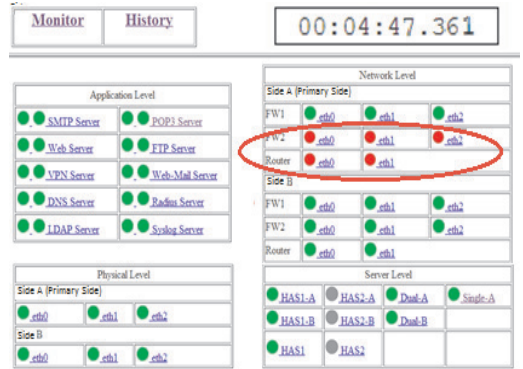 Monitor History
00:04:47.361
Application Level
SMTP Server POP3 Server
Web Server FTP Server
VPN Server Web-Mail Server
DNS Server Radius Server
LDAP Server Syslog Server
Network Level
Side A (Primary Side)
FW1 eth0 eth1 eth2
FW2 eth0 eth1 eth2
Router eth0 eth1
Side B
FW1 eth0 eth1 eth2
FW2 eth0 eth1 eth2
Router eth0 eth1
Physical Level
Side A (Primary Side)
eth0 eth1 eth2
Side B
eth0 eth1 eth2
Server Level
HAS1-A HAS2-A Dual-A Single-A
HAS1-B HAS2-B Dual-B
HAS1 HAS2